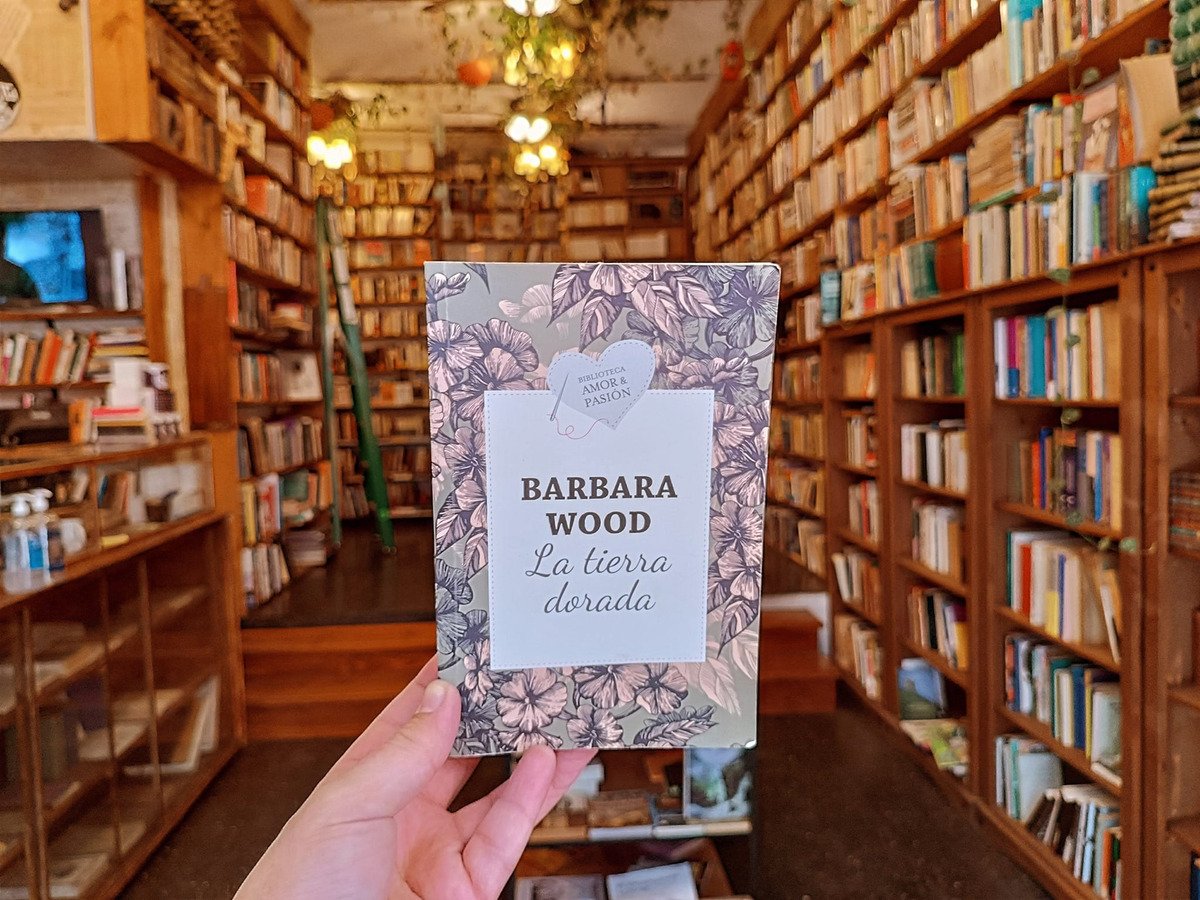 BIBLIOTECA
AMOR &
PASIÓN
BARBARA
WOOD
La tierra
dorada